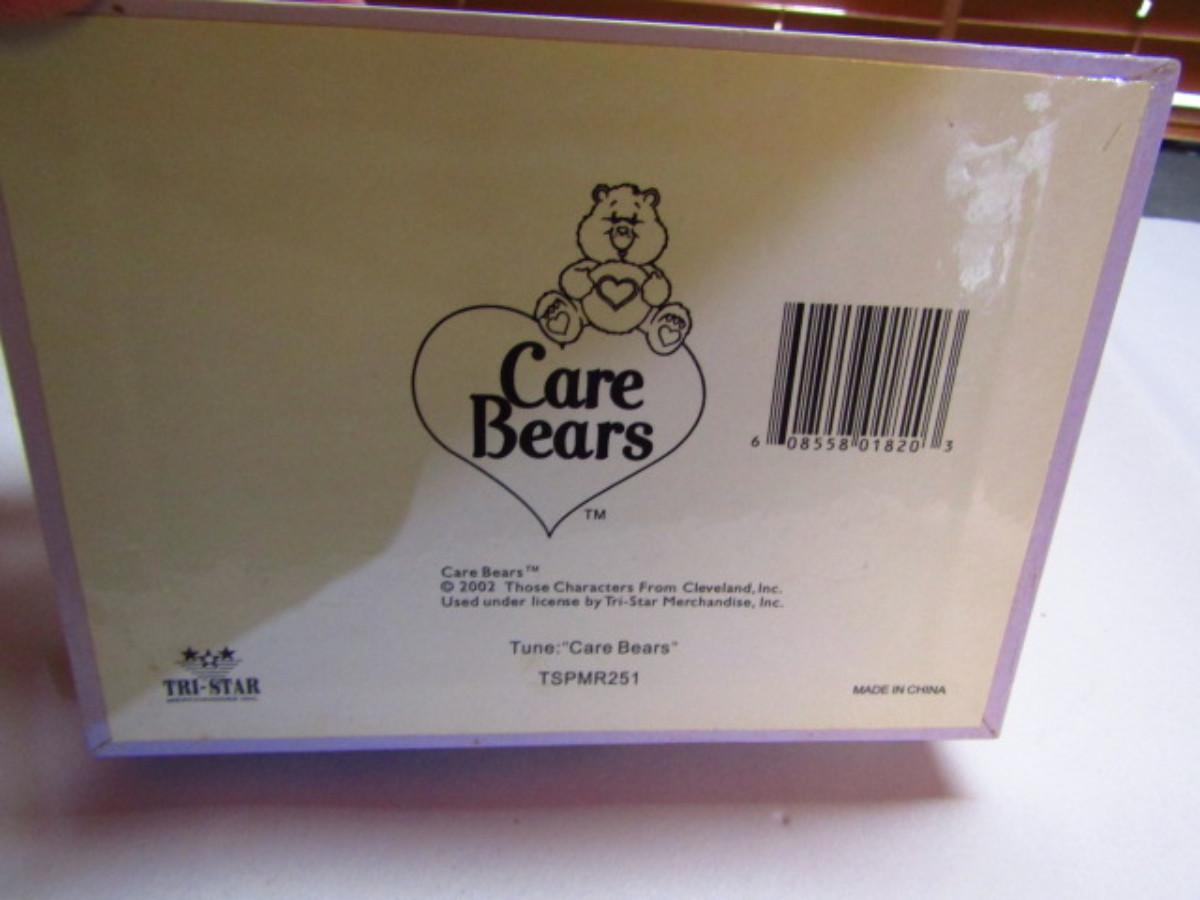 Care
Bears
TM
6 08558 01820 3
Care Bears™
© 2002 Those Characters From Cleveland, Inc.
Used under license by Tri-Star Merchandise, Inc.
Tune:"Care Bears"
TSPMR251
TRI-STAR
MADE IN CHINA